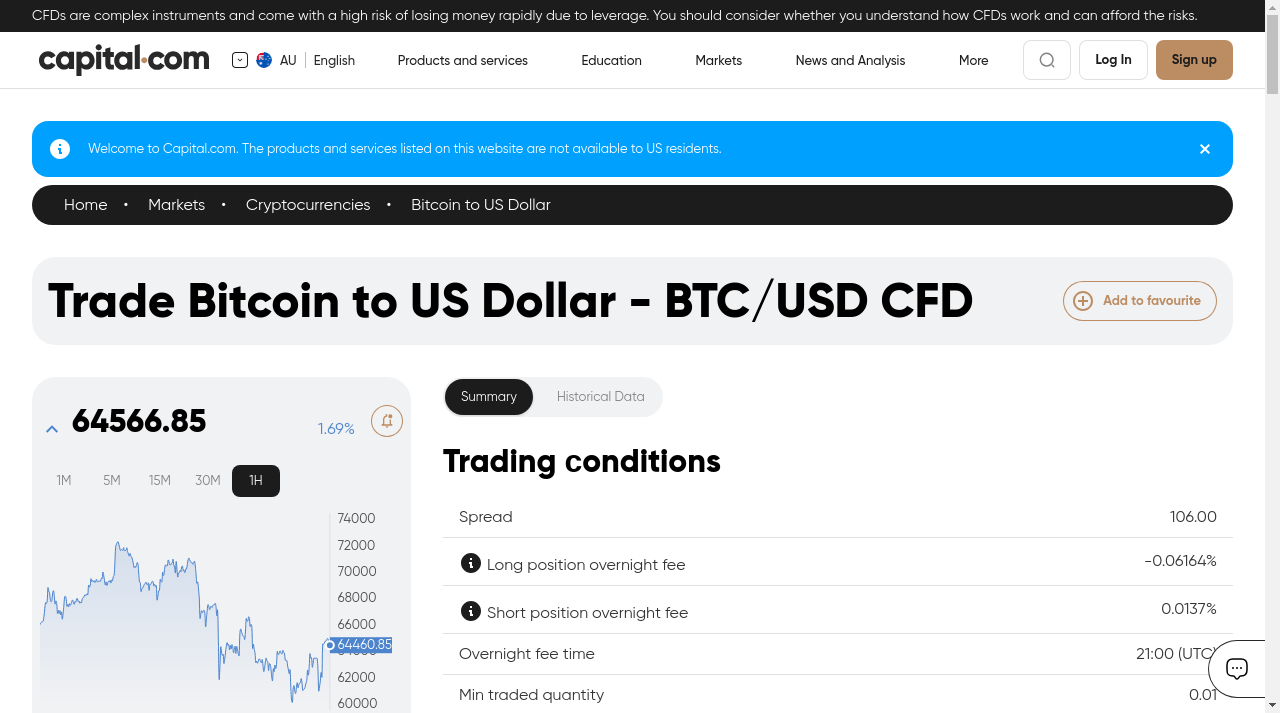 CFDs are complex instruments and come with a high risk of losing money rapidly due to leverage. You should consider whether you understand how CFDs work and can afford the risks.
capital.com
AU
English
Products and services
Education
Markets
News and Analysis
More
Log In
Sign up
Welcome to Capital.com. The products and services listed on this website are not available to US residents.
Home • Markets • Cryptocurrencies • Bitcoin to US Dollar
Trade Bitcoin to US Dollar - BTC/USD CFD
Add to favourite
64566.85
1.69%
1M 5M 15M 30M 1H
74000
72000
70000
68000
66000
64460.85
62000
60000
Summary
Historical Data
Trading conditions
Spread 106.00
Long position overnight fee -0.06164%
Short position overnight fee 0.0137%
Overnight fee time 21:00 (UTC)
Min traded quantity 0.01